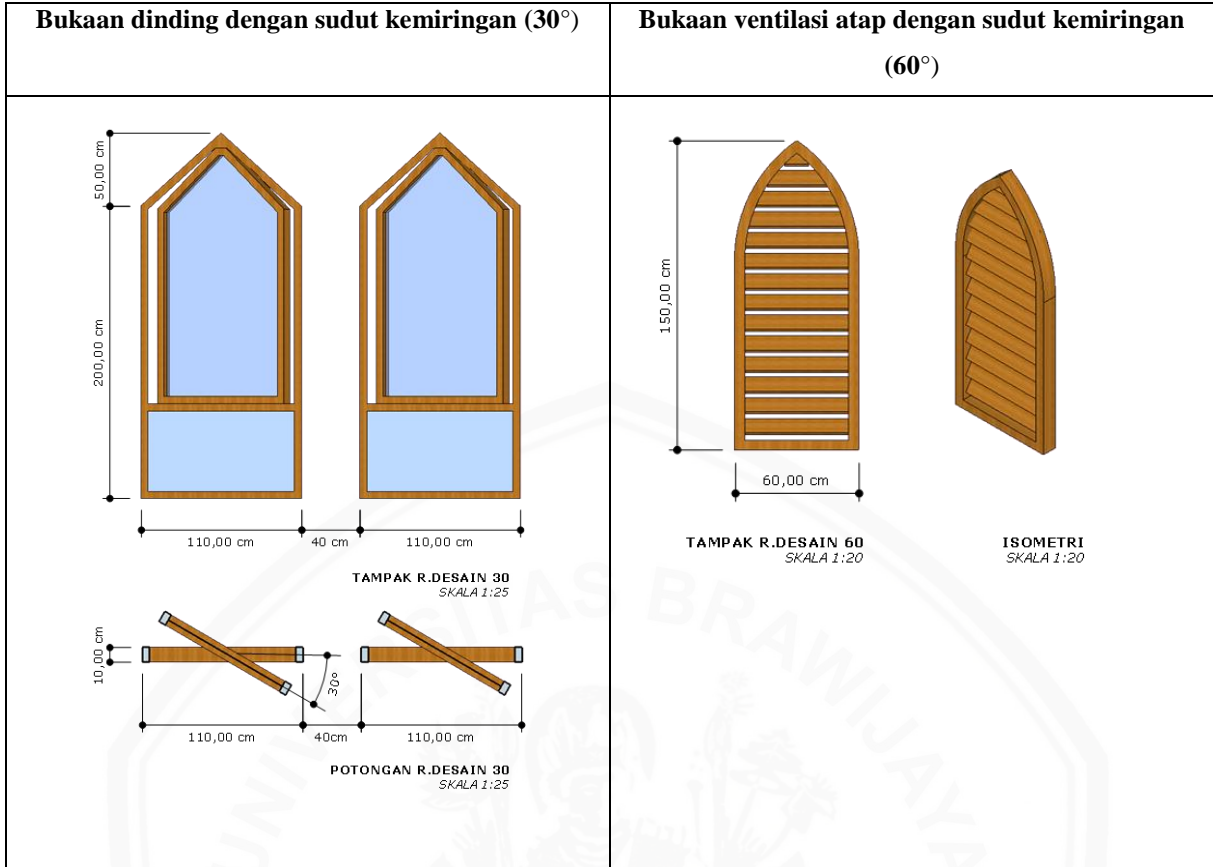 Bukaan dinding dengan sudut kemiringan (30°)
Bukaan ventilasi atap dengan sudut kemiringan
(60°)
50,00 cm
200,00 cm
110,00 cm
40 cm
110,00 cm
TAMPAK R.DESAIN 30
SKALA 1:25
10,00 cm
30°
110,00 cm
40cm
110,00 cm
POTONGAN R.DESAIN 30
SKALA 1:25
150,00 cm
60,00 cm
TAMPAK R.DESAIN 60
SKALA 1:20
ISOMETRI
SKALA 1:20
UNIVERSITAS BRAWIJAYA